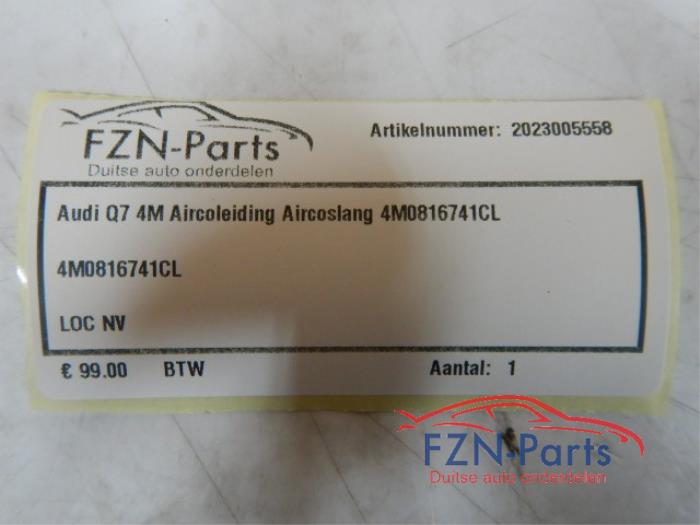 FZN-Parts
Duitse auto onderdelen
Artikelnummer: 2023005558
Audi Q7 4M Aircoleiding Aircoslang 4M0816741CL
4M0816741CL
LOC NV
€ 99.00 BTW Aantal: 1
FZN-Parts
Duitse auto onderdelen